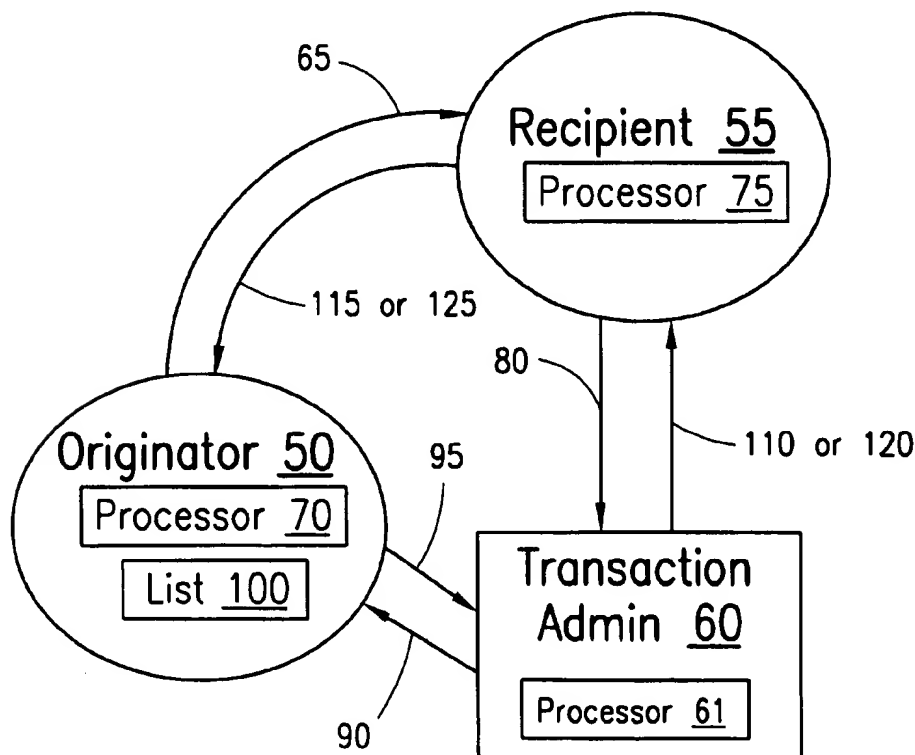 65
Recipient 55
Processor 75
115 or 125
80
110 or 120
Originator 50
Processor 70
List 100
95
Transaction
Admin 60
Processor 61
90